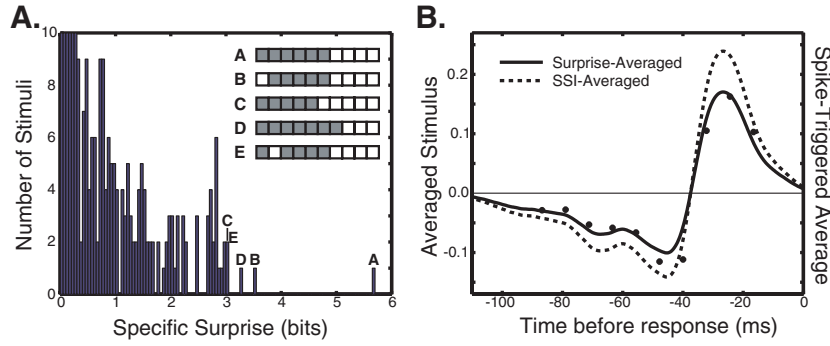 A.
10
8
6
4
2
0
Number of Stimuli
0 1 2 3 4 5 6
Specific Surprise (bits)
A
B
C
D
E
C
E
D B
A
B.
0.2
0.1
0.0
-0.1
Averaged Stimulus
Surprise-Averaged
SSI-Averaged
-100 -80 -60 -40 -20 0
Time before response (ms)
Spike-Triggered Average